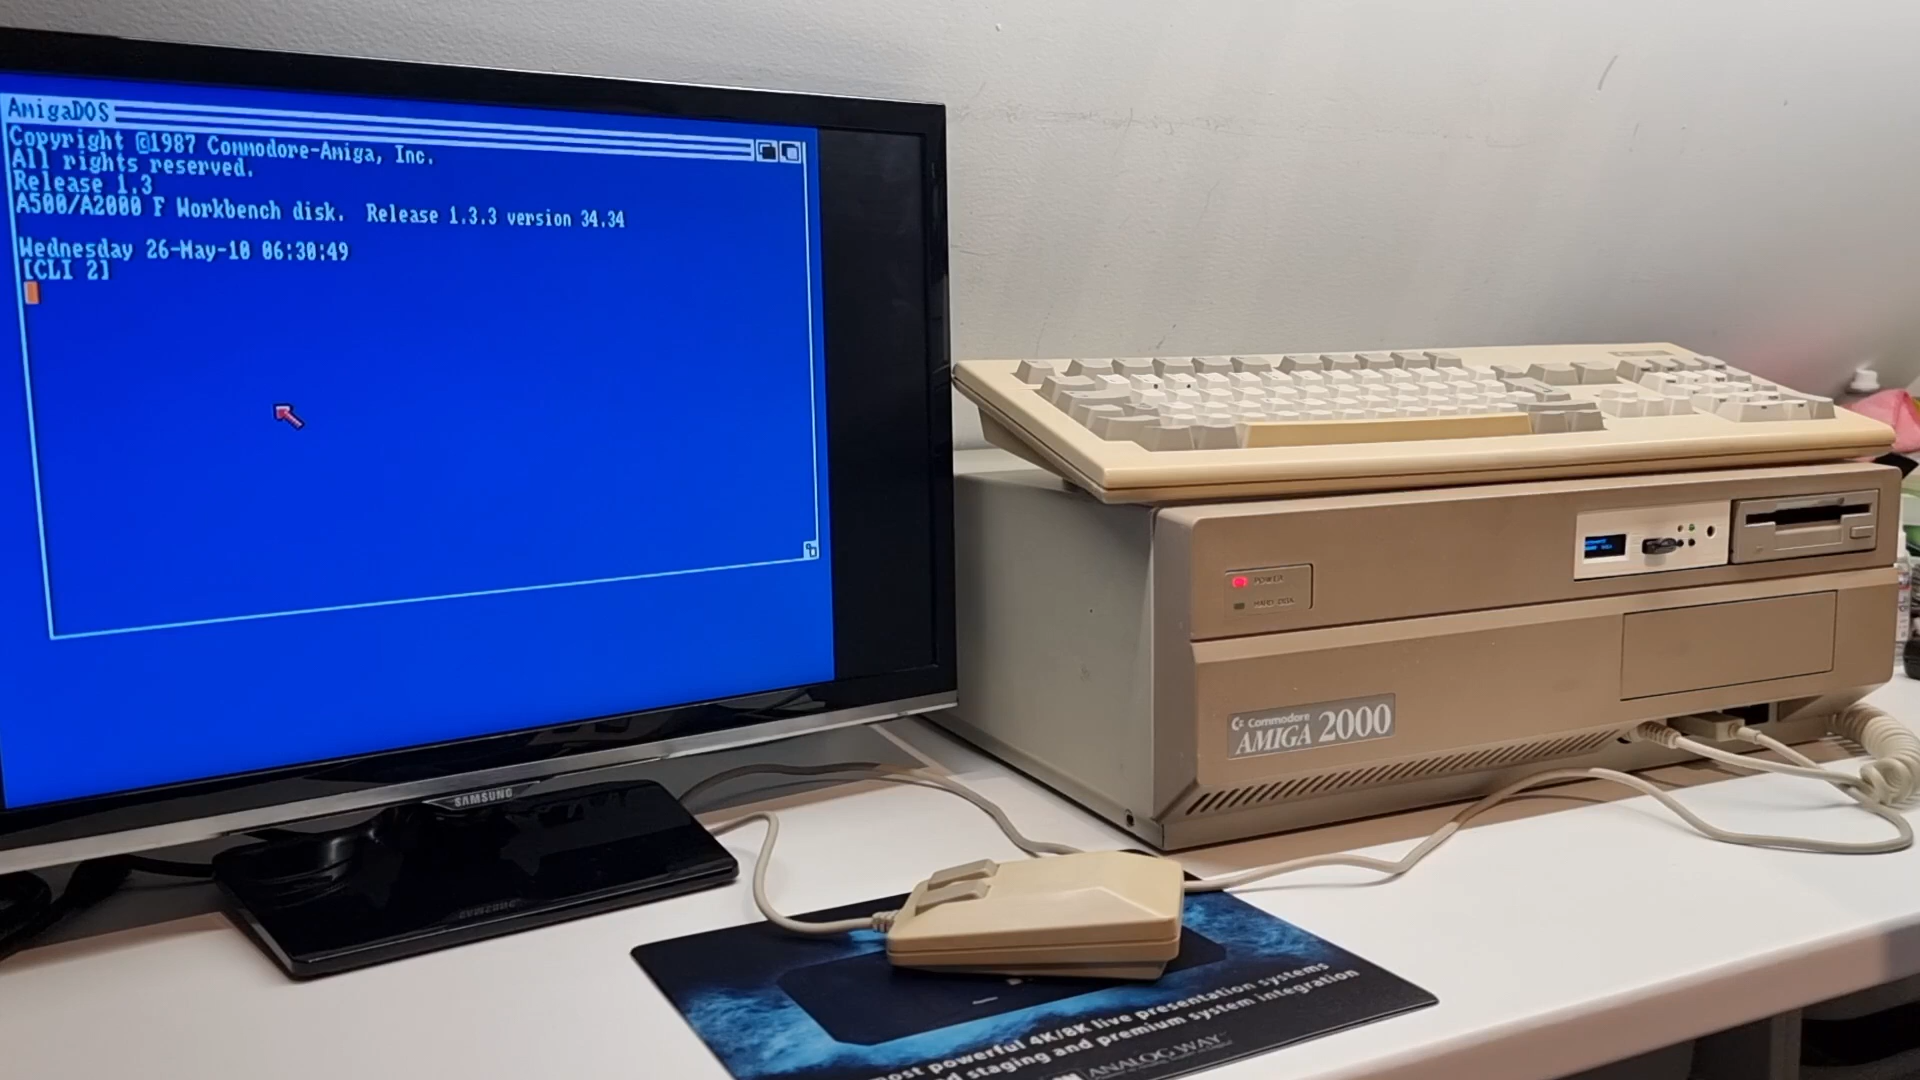 AmigaDOS
Copyright ©1987 Commodore-Amiga, Inc.
All rights reserved.
Release 1.3
A500/A2000 F Workbench disk.  Release 1.3.3 version 34.34
Wednesday 26-May-10 06:30:49
[CLI 2]
SAMSUNG
POWER
HARD DISK
Commodore
AMIGA 2000
most powerful 4K/8K live presentation systems
staging and premium system integration
ANALOG WAY